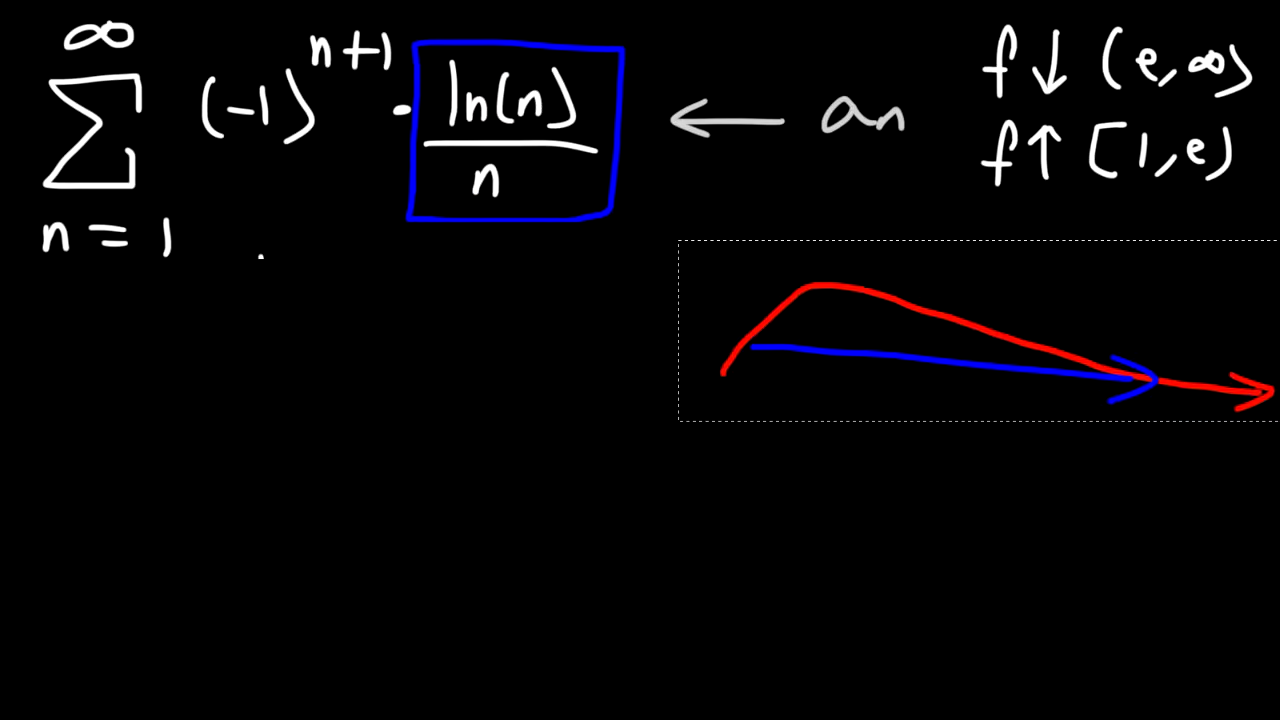 ∞
∑ (-1)^{n+1} · ln(n)/n ← an
n = 1
f↓ (e, ∞)
f↑ [1, e)